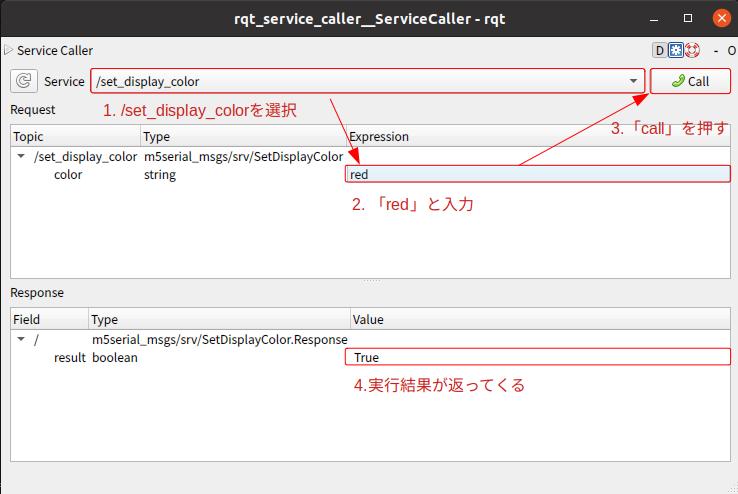 rqt_service_caller__ServiceCaller - rqt
Service Caller
D
- O
Service
/set_display_color
Call
1. /set_display_colorを選択
Request
3.「call」を押す
Topic Type Expression
/set_display_color m5serial_msgs/srv/SetDisplayColor
color string red
2. 「red」と入力
Response
Field Type Value
/ m5serial_msgs/srv/SetDisplayColor.Response
result boolean True
4.実行結果が返ってくる